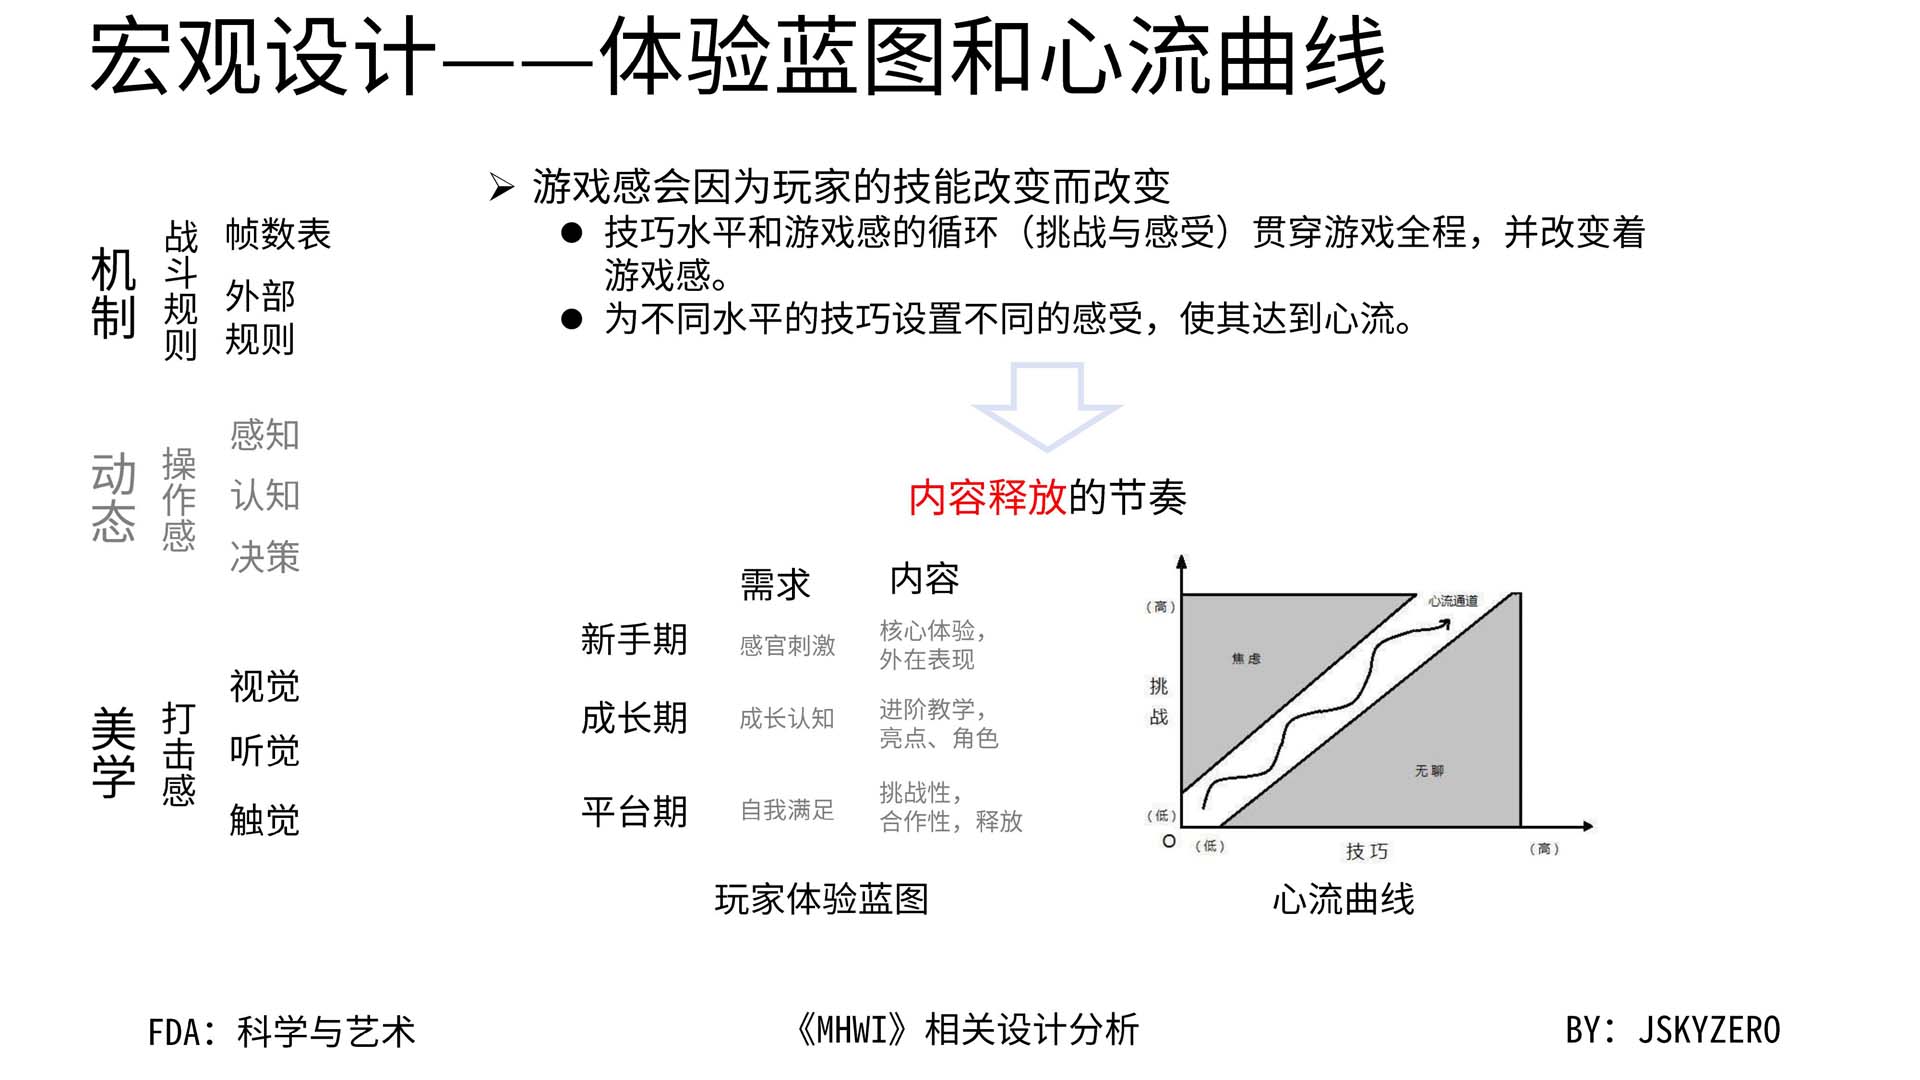 宏观设计——体验蓝图和心流曲线
机制
战斗规则
帧数表
外部
规则
动态
操作感
感知
认知
决策
美学
打击感
视觉
听觉
触觉
➢ 游戏感会因为玩家的技能改变而改变
● 技巧水平和游戏感的循环（挑战与感受）贯穿游戏全程，并改变着
游戏感。
● 为不同水平的技巧设置不同的感受，使其达到心流。
内容释放的节奏
需求 内容
新手期 感官刺激 核心体验，
外在表现
成长期 成长认知 进阶教学，
亮点、角色
平台期 自我满足 挑战性，
合作性，释放
玩家体验蓝图
（高）
心流通道
焦虑
挑战
无聊
（低）
O
（低）
技巧
（高）
心流曲线
FDA：科学与艺术
《MHWI》相关设计分析
BY：JSKYZERO